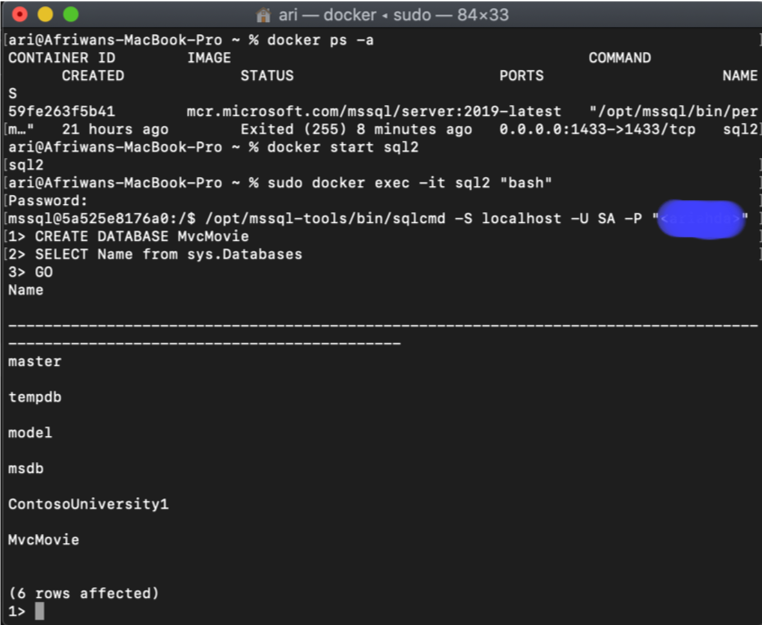 ari — docker ◂ sudo — 84×33
[ari@Afriwans-MacBook-Pro ~ % docker ps -a ]
CONTAINER ID IMAGE COMMAND
CREATED STATUS PORTS NAME
S
59fe263f5b41 mcr.microsoft.com/mssql/server:2019-latest "/opt/mssql/bin/per
m…" 21 hours ago Exited (255) 8 minutes ago 0.0.0.0:1433->1433/tcp sql2
[ari@Afriwans-MacBook-Pro ~ % docker start sql2 ]
sql2
[ari@Afriwans-MacBook-Pro ~ % sudo docker exec -it sql2 "bash" ]
[Password: ]
[mssql@5a525e8176a0:/$ /opt/mssql-tools/bin/sqlcmd -S localhost -U SA -P "<" ]
[1> CREATE DATABASE MvcMovie ]
[2> SELECT Name from sys.Databases ]
[3> GO ]
Name
------------------------------------------------------------------------------------
--------------------------------------------
master
tempdb
model
msdb
ContosoUniversity1
MvcMovie
(6 rows affected)
1>